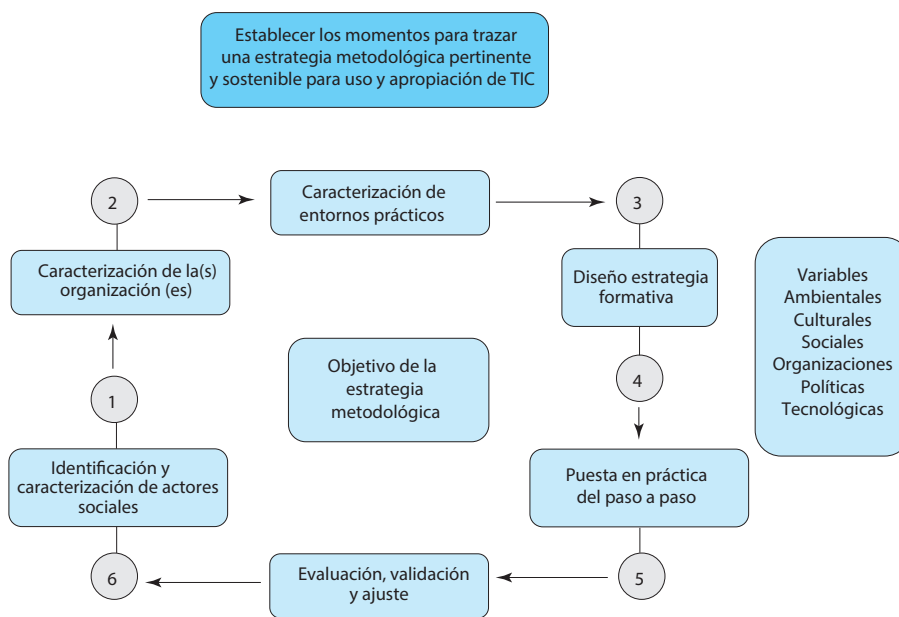 Establecer los momentos para trazar
una estrategia metodológica pertinente
y sostenible para uso y apropiación de TIC
2
Caracterización de
entornos prácticos
3
Caracterización de la(s)
organización (es)
Diseño estrategia
formativa
Variables
Ambientales
Culturales
Sociales
Organizaciones
Políticas
Tecnológicas
1
Objetivo de la
estrategia
metodológica
4
Identificación y
caracterización de actores
sociales
Puesta en práctica
del paso a paso
6
Evaluación, validación
y ajuste
5